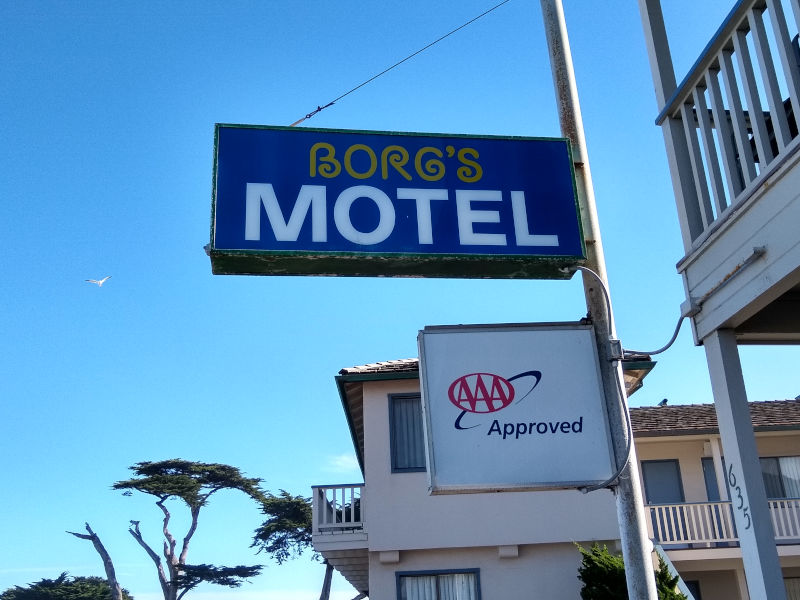 BORG'S
MOTEL
AAA
Approved
635